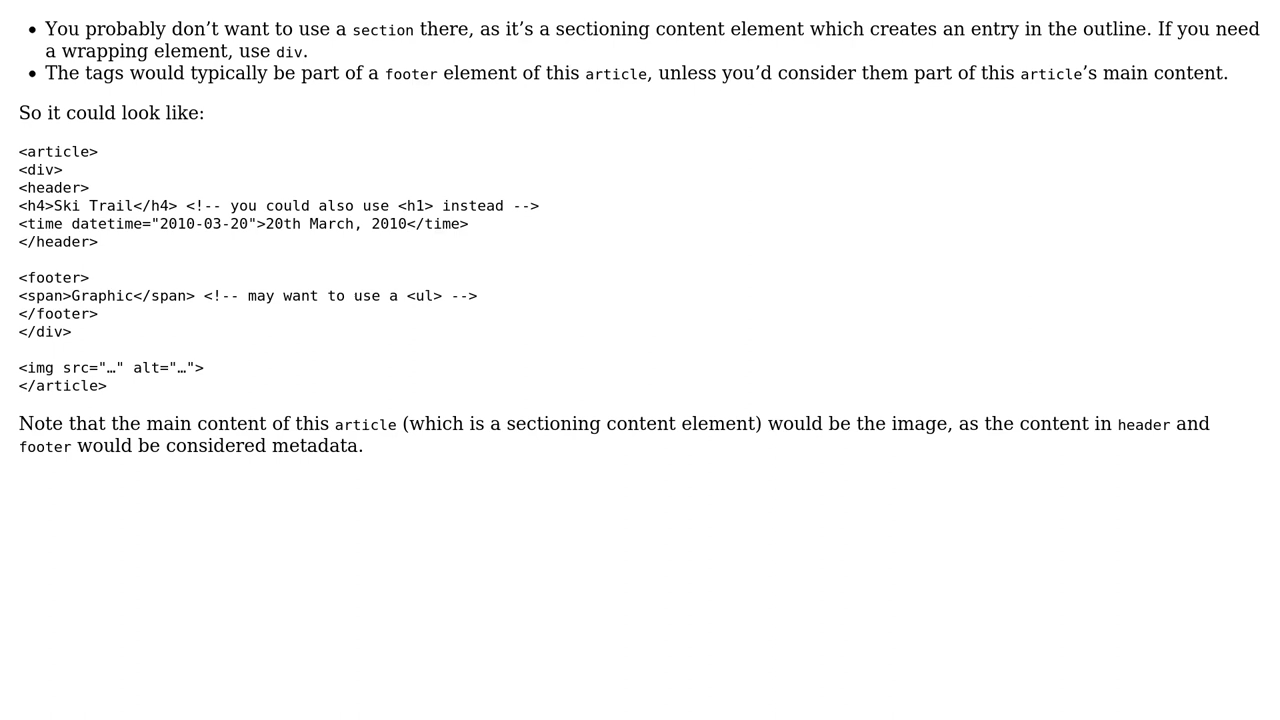 • You probably don’t want to use a section there, as it’s a sectioning content element which creates an entry in the outline. If you need
a wrapping element, use div.
• The tags would typically be part of a footer element of this article, unless you’d consider them part of this article’s main content.
So it could look like:
<article>
<div>
<header>
<h4>Ski Trail</h4> <!-- you could also use <h1> instead -->
<time datetime="2010-03-20">20th March, 2010</time>
</header>
<footer>
<span>Graphic</span> <!-- may want to use a <ul> -->
</footer>
</div>
<img src="…" alt="…">
</article>
Note that the main content of this article (which is a sectioning content element) would be the image, as the content in header and
footer would be considered metadata.